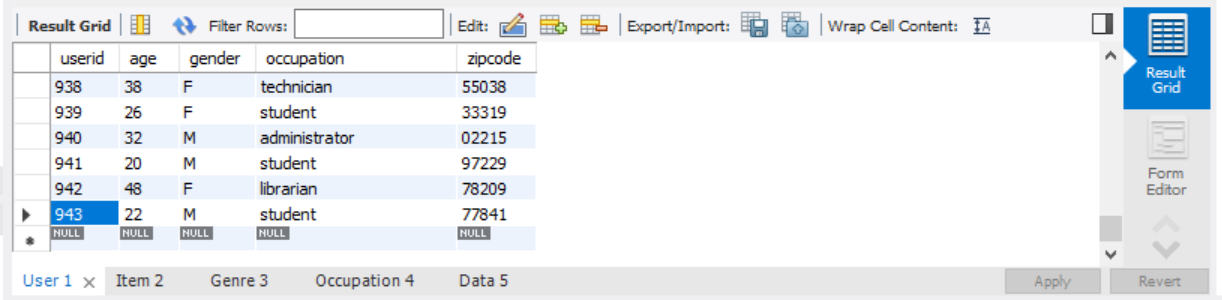 Result Grid Filter Rows: Edit: Export/Import: Wrap Cell Content: IA
userid age gender occupation zipcode
938 38 F technician 55038
939 26 F student 33319
940 32 M administrator 02215
941 20 M student 97229
942 48 F librarian 78209
943 22 M student 77841
NULL NULL NULL NULL NULL
Result
Grid
Form
Editor
User 1 × Item 2 Genre 3 Occupation 4 Data 5 Apply Revert